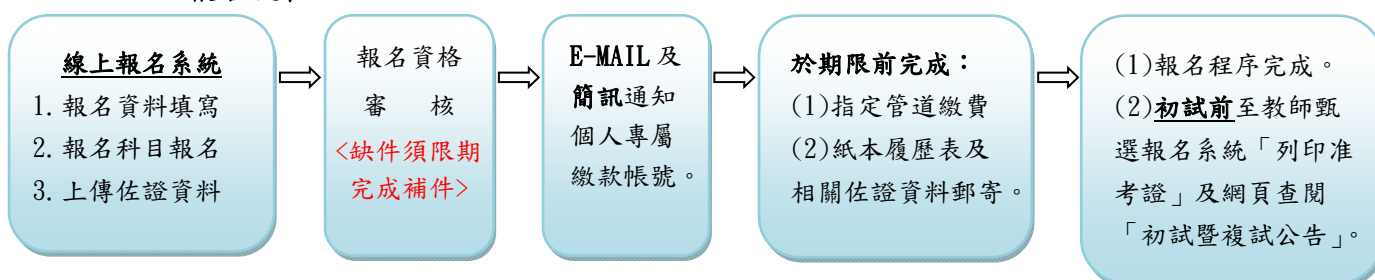 線上報名系統
1. 報名資料填寫
2. 報名科目報名
3. 上傳佐證資料
報名資格
審　　核
<缺件須限期
完成補件>
E-MAIL 及
簡訊通知
個人專屬
繳款帳號。
於期限前完成：
(1)指定管道繳費
(2)紙本履歷表及
相關佐證資料郵寄。
(1)報名程序完成。
(2)初試前至教師甄
選報名系統「列印准
考證」及網頁查閱
「初試暨複試公告」。